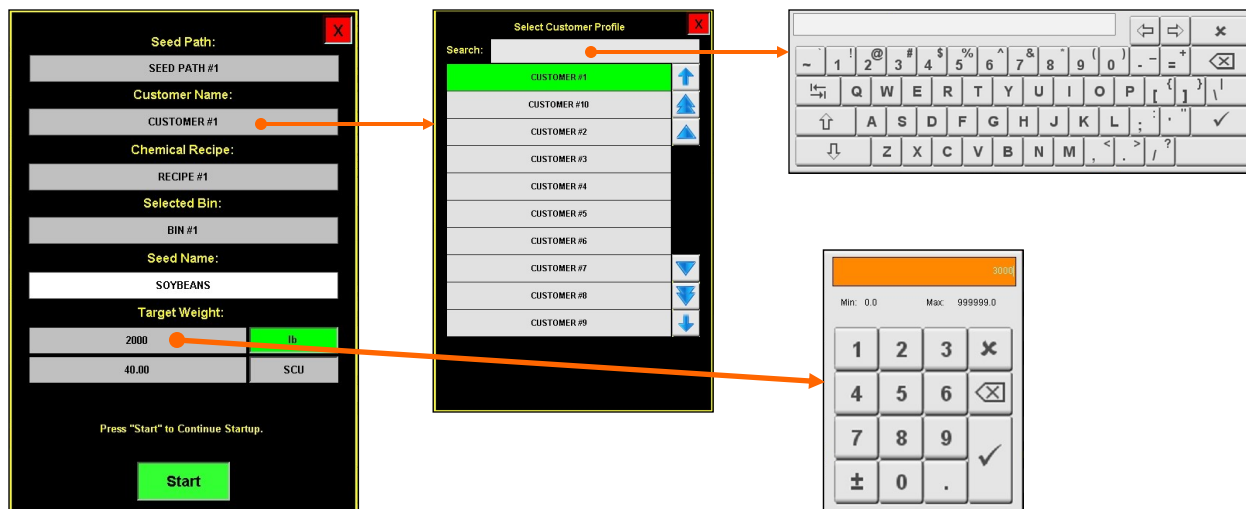 X
Seed Path:
SEED PATH #1
Customer Name:
CUSTOMER #1
Chemical Recipe:
RECIPE #1
Selected Bin:
BIN #1
Seed Name:
SOYBEANS
Target Weight:
2000 lb
40.00 SCU
Press "Start" to Continue Startup.
Start
Select Customer Profile X
Search:
CUSTOMER #1
CUSTOMER #10
CUSTOMER #2
CUSTOMER #3
CUSTOMER #4
CUSTOMER #5
CUSTOMER #6
CUSTOMER #7
CUSTOMER #8
CUSTOMER #9
~ ` 1 ! 2 @ 3 # 4 $ 5 % 6 ^ 7 & 8 * 9 ( 0 ) - _ = +
Q W E R T Y U I O P [ { ] } \ |
A S D F G H J K L ; : ' "
Z X C V B N M , < . > / ?
3000
Min: 0.0 Max: 999999.0
1 2 3
4 5 6
7 8 9
± 0 .